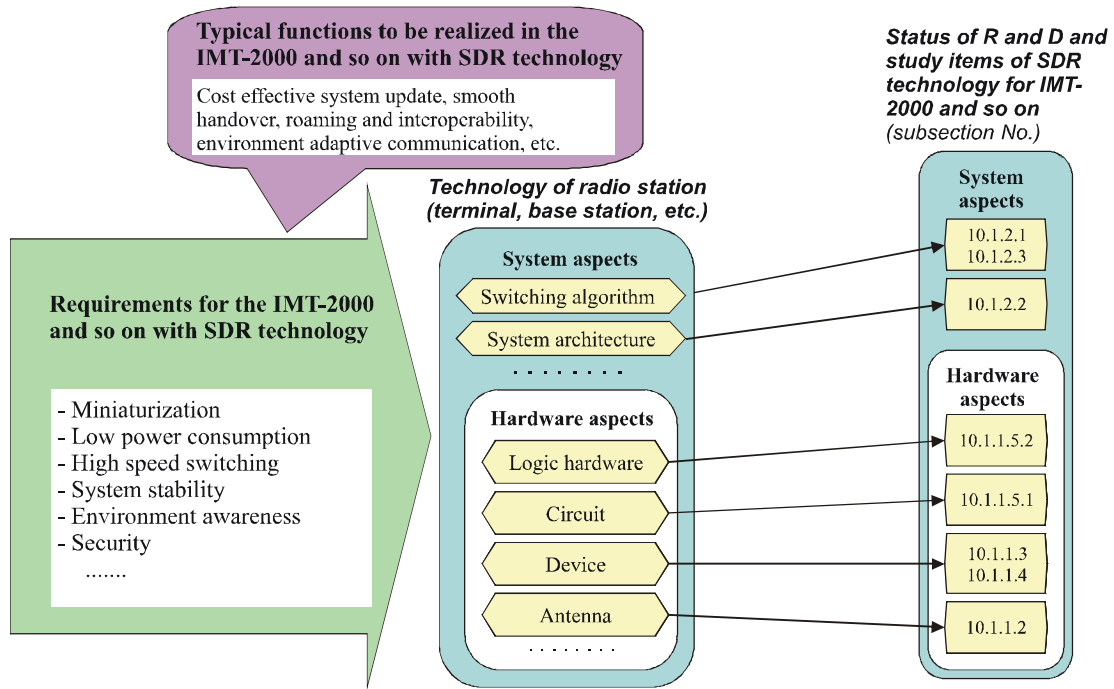 Typical functions to be realized in the
IMT-2000 and so on with SDR technology
Cost effective system update, smooth
handover, roaming and interoperability,
environment adaptive communication, etc.
Requirements for the IMT-2000
and so on with SDR technology
- Miniaturization
- Low power consumption
- High speed switching
- System stability
- Environment awareness
- Security
.......
Technology of radio station
(terminal, base station, etc.)
System aspects
Switching algorithm
System architecture
. . . . . . . .
Hardware aspects
Logic hardware
Circuit
Device
Antenna
. . . . . . . .
Status of R and D and
study items of SDR
technology for IMT-
2000 and so on
(subsection No.)
System
aspects
10.1.2.1
10.1.2.3
10.1.2.2
Hardware
aspects
10.1.1.5.2
10.1.1.5.1
10.1.1.3
10.1.1.4
10.1.1.2